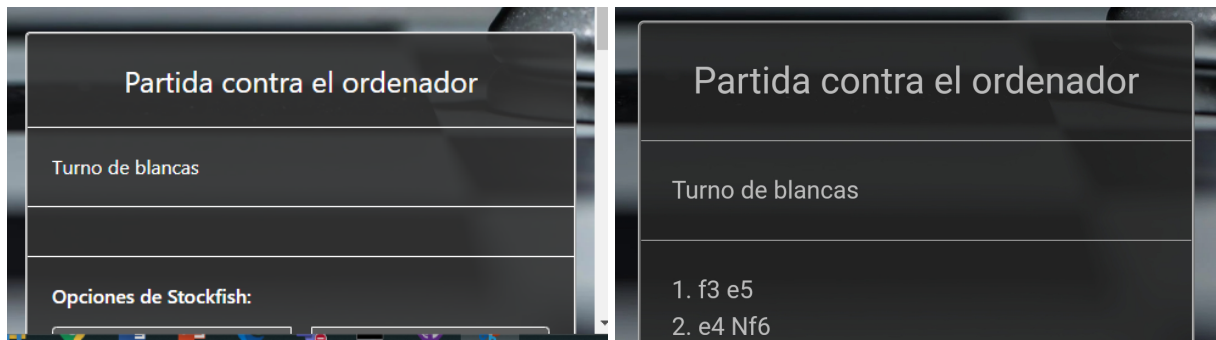 Partida contra el ordenador
Turno de blancas
Opciones de Stockfish:
Partida contra el ordenador
Turno de blancas
1. f3 e5
2. e4 Nf6